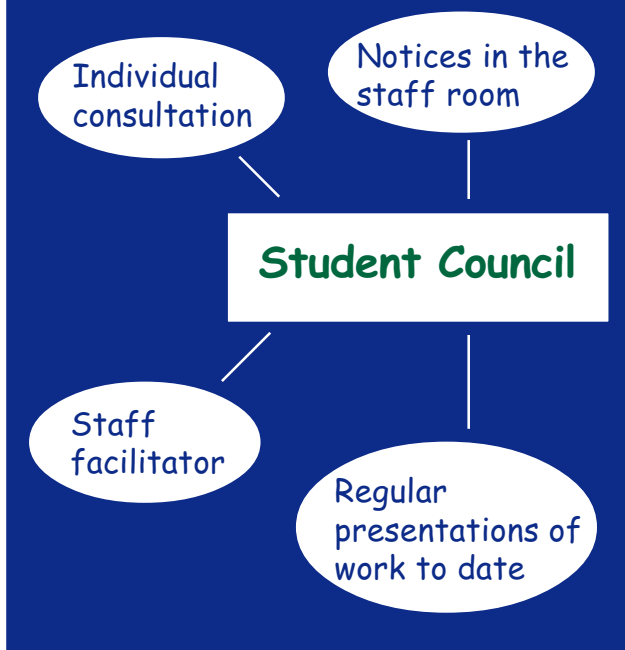 Individual
consultation
Notices in the
staff room
Student Council
Staff
facilitator
Regular
presentations of
work to date